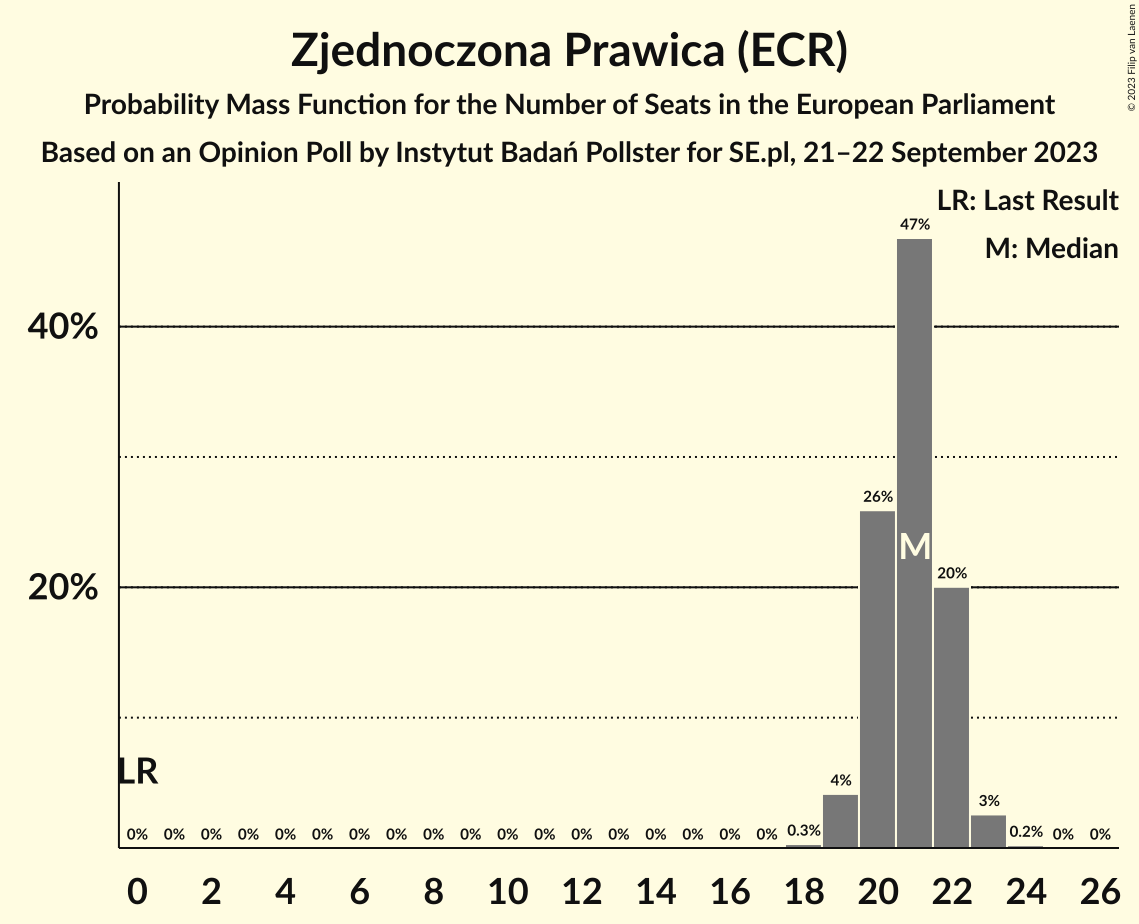 Zjednoczona Prawica (ECR)
Probability Mass Function for the Number of Seats in the European Parliament
Based on an Opinion Poll by Instytut Badań Pollster for SE.pl, 21–22 September 2023
© 2023 Filip van Laenen
LR: Last Result
M: Median
47%
40%
26%
M
20%
20%
LR
4%
3%
0% 0% 0% 0% 0% 0% 0% 0% 0% 0% 0% 0% 0% 0% 0% 0% 0% 0% 0.3% 0.2% 0% 0%
0 2 4 6 8 10 12 14 16 18 20 22 24 26